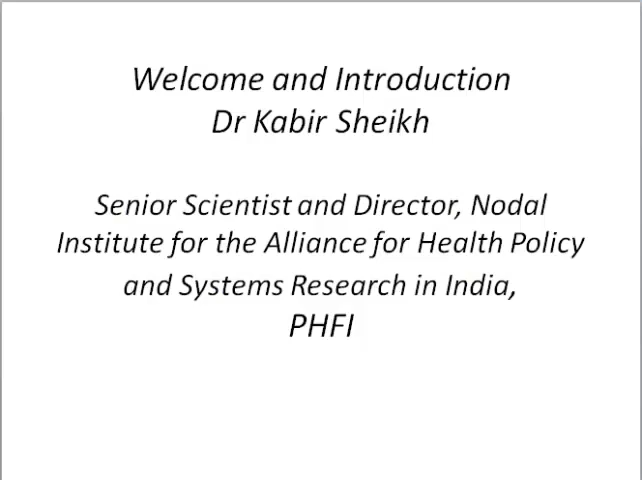 Welcome and Introduction
Dr Kabir Sheikh
Senior Scientist and Director, Nodal
Institute for the Alliance for Health Policy
and Systems Research in India,
PHFI